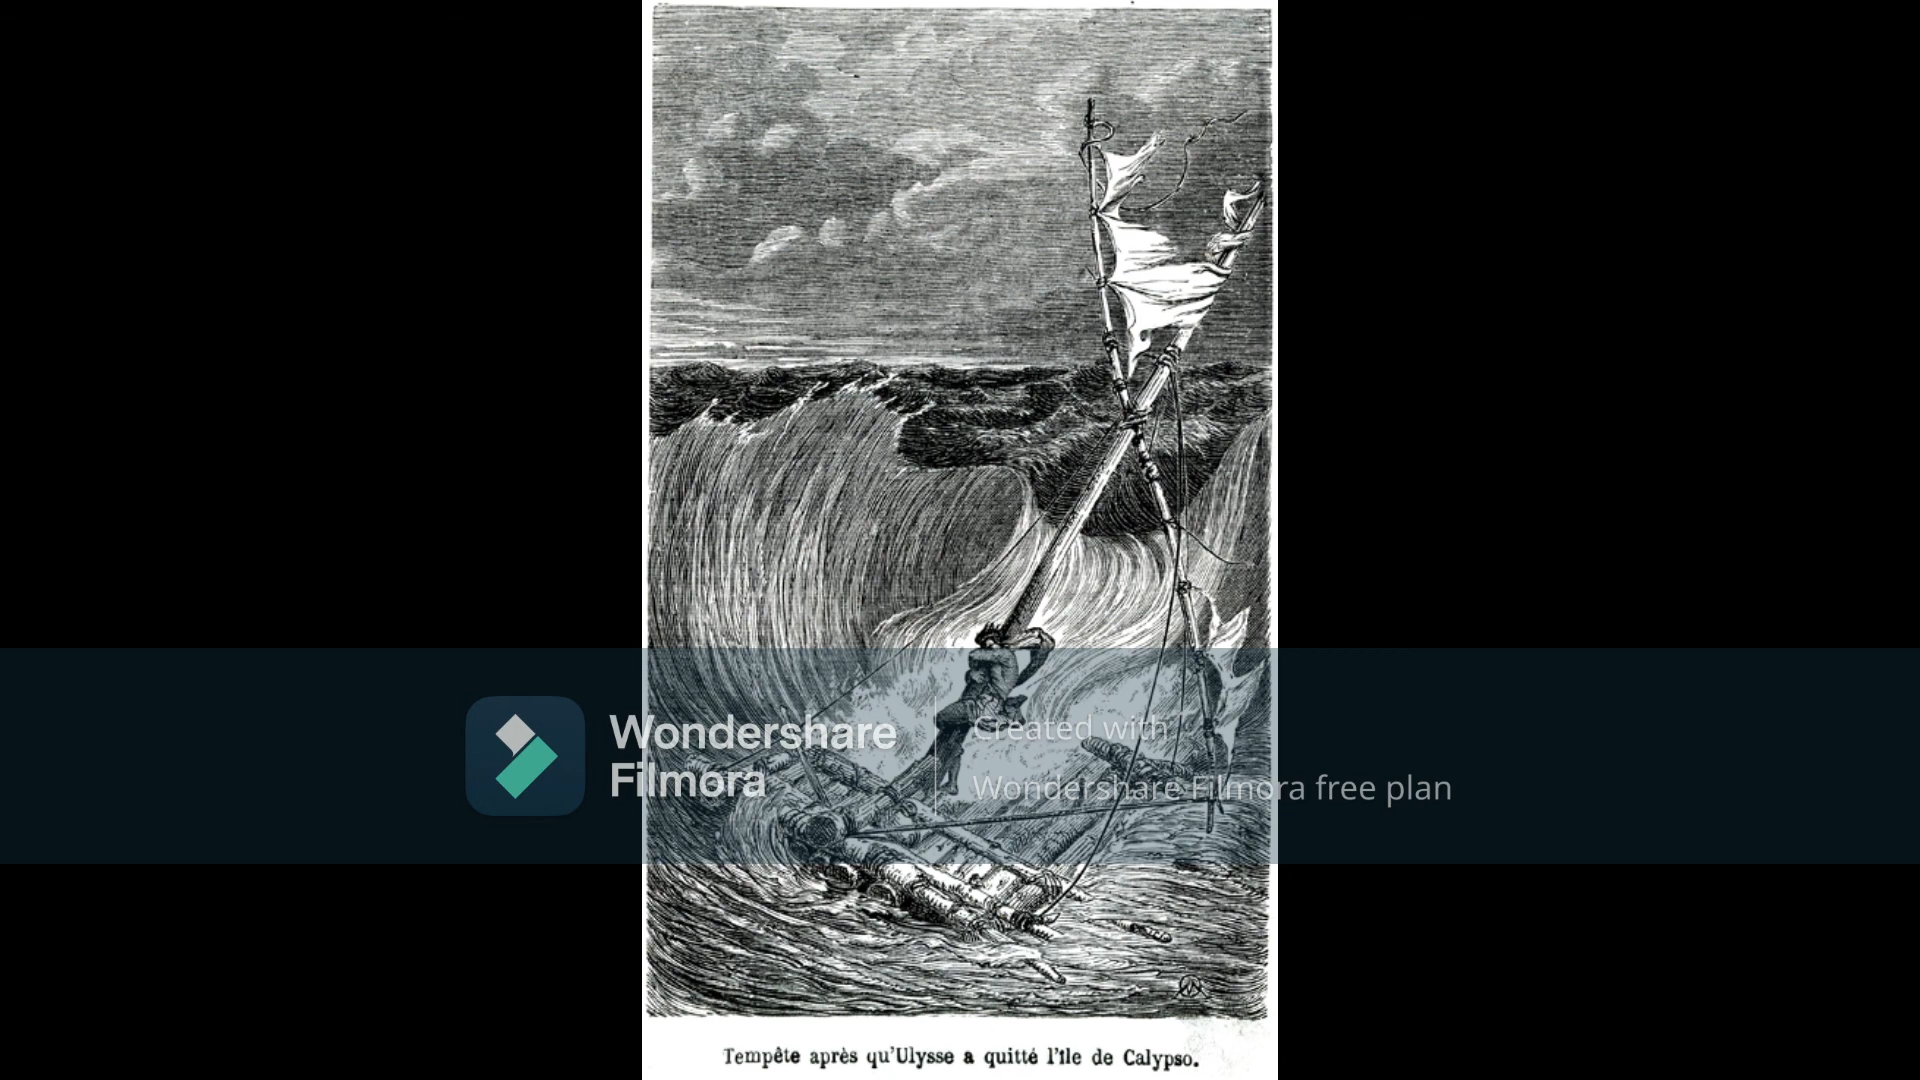 Wondershare
Filmora
Created with
Wondershare Filmora free plan
Tempête après qu'Ulysse a quitté l'île de Calypso.